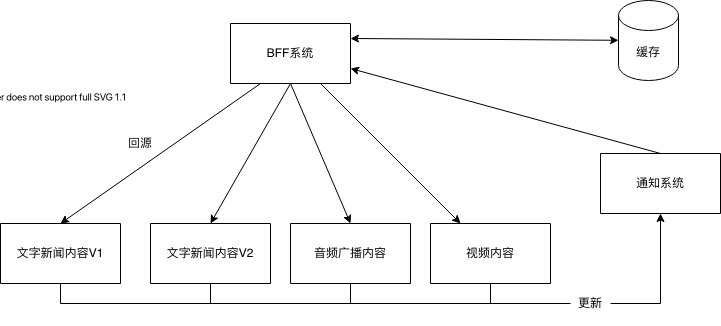 BFF系统
缓存
er does not support full SVG 1.1
回源
通知系统
文字新闻内容V1
文字新闻内容V2
音频广播内容
视频内容
更新